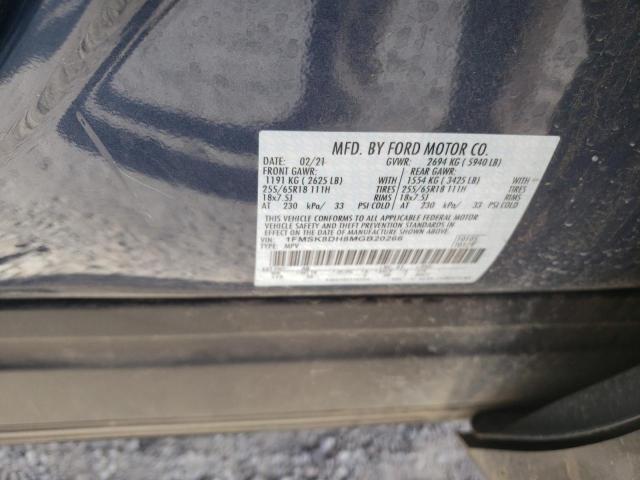 MFD. BY FORD MOTOR CO.
DATE: 02/21 GVWR: 2694 KG ( 5940 LB)
FRONT GAWR: REAR GAWR:
1191 KG ( 2625 LB) WITH 1554 KG ( 3425 LB) WITH
255/65R18 111H TIRES 255/65R18 111H TIRES
18x7.5J RIMS 18x7.5J RIMS
AT 230 kPa/ 33 PSI COLD AT 230 kPa/ 33 PSI COLD
THIS VEHICLE CONFORMS TO ALL APPLICABLE FEDERAL MOTOR
VEHICLE SAFETY AND THEFT PREVENTION STANDARDS IN
EFFECT ON THE DATE OF MANUFACTURE SHOWN ABOVE.
VIN: 1FMSK8DH8MGB20266
TYPE: MPV